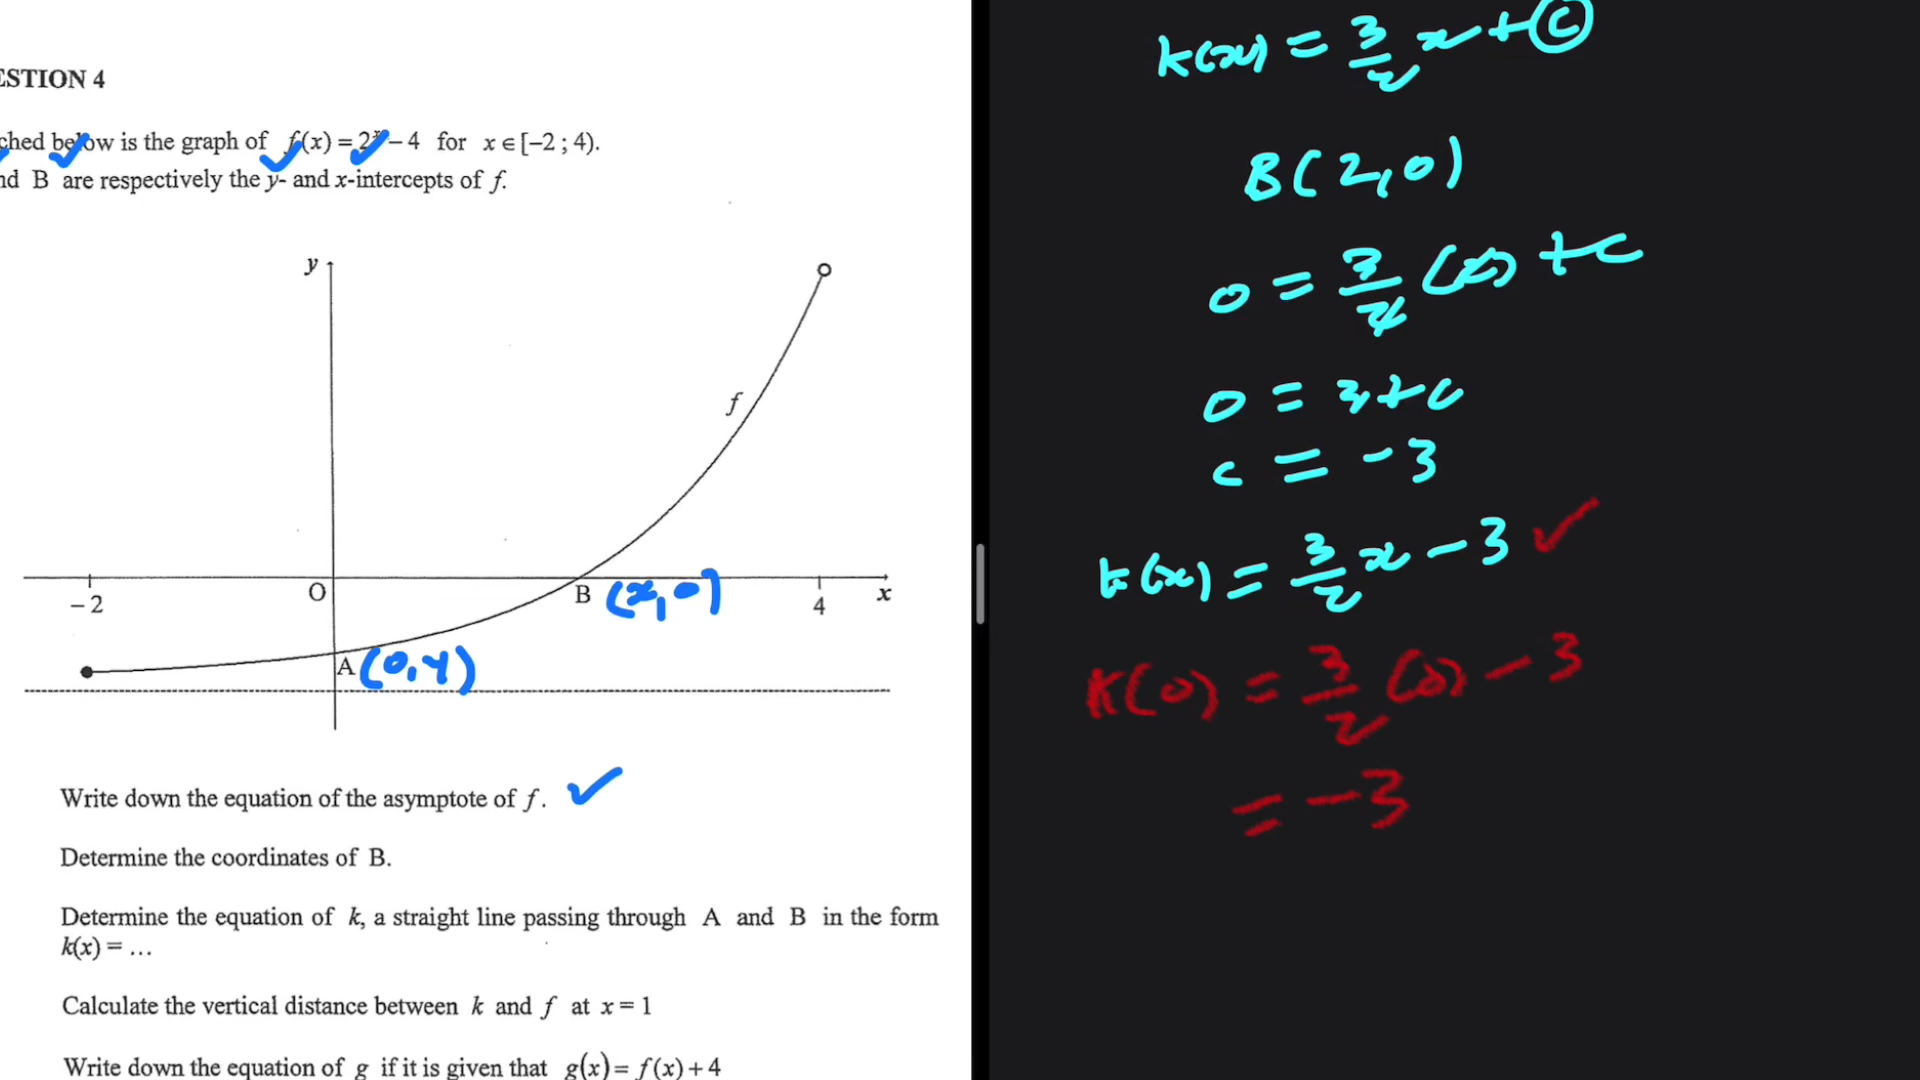 ESTION 4
ched below is the graph of f(x) = 2ˣ – 4 for x ∈ [–2 ; 4).
nd B are respectively the y- and x-intercepts of f.
y
f
–2
O
B (x, 0)
4
x
A (0, y)
Write down the equation of the asymptote of f. ✓
Determine the coordinates of B.
Determine the equation of k, a straight line passing through A and B in the form
k(x) = ...
Calculate the vertical distance between k and f at x = 1
Write down the equation of g if it is given that g(x) = f(x) + 4
k(x) = 3/2 x + c
B(2, 0)
0 = 3/2 (2) + c
0 = 3 + c
c = -3
k(x) = 3/2 x - 3 ✓
K(0) = 3/2 (0) - 3
= -3